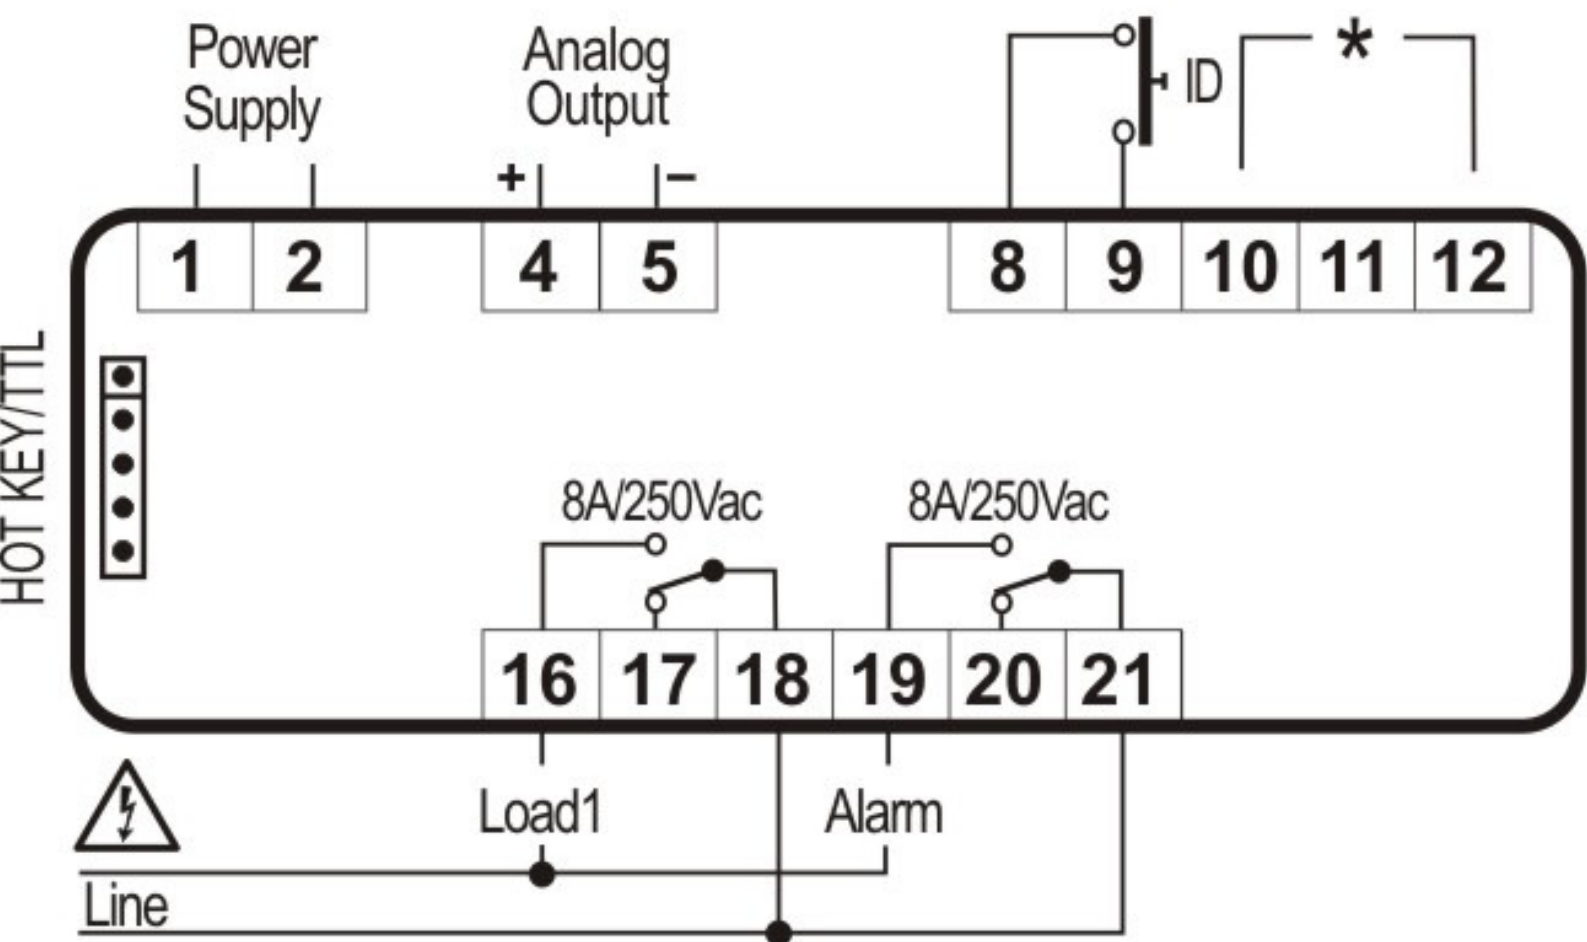 Power
Supply
Analog
Output
ID
*
+
−
1 2 4 5 8 9 10 11 12
HOT KEY/TTL
8A/250Vac 8A/250Vac
16 17 18 19 20 21
Load1 Alarm
Line